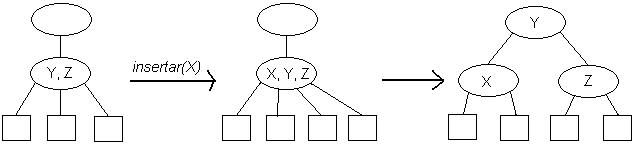 Y, Z
insertar(X)
X, Y, Z
Y
X
Z